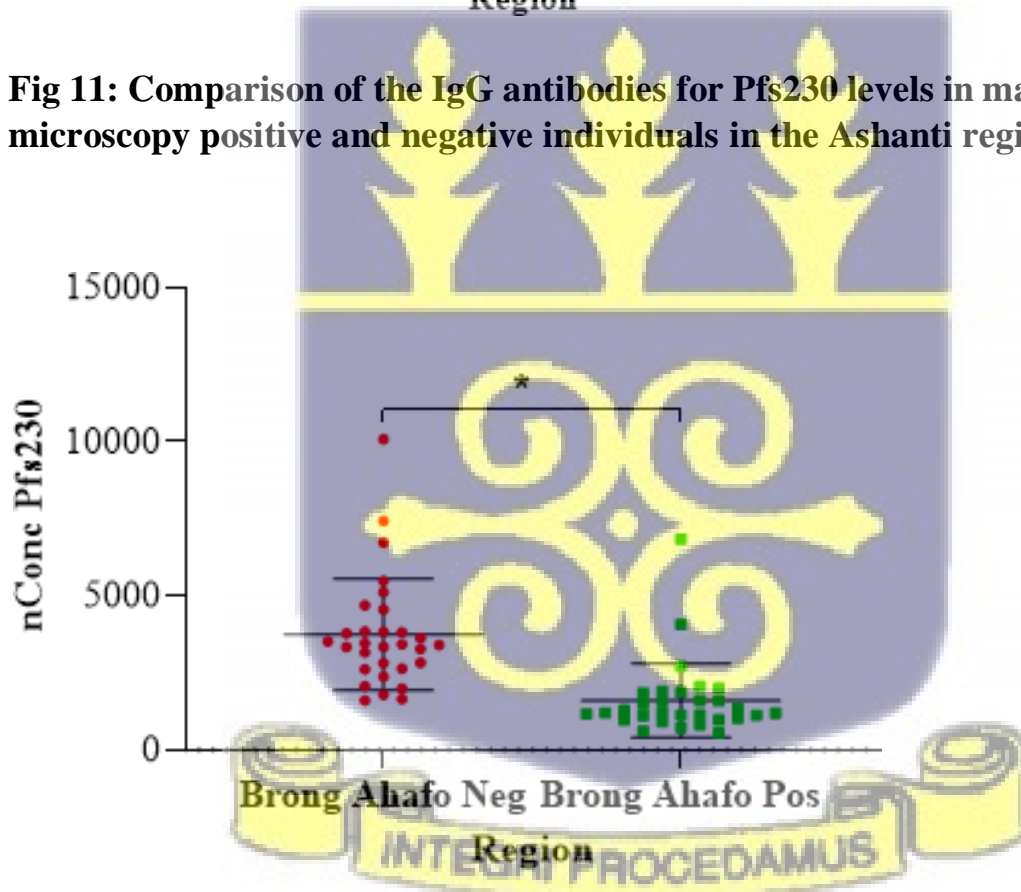 Region
Fig 11: Comparison of the IgG antibodies for Pfs230 levels in ma
microscopy positive and negative individuals in the Ashanti regi
15000
*
10000
nConc Pfs230
5000
0
Brong Ahafo Neg Brong Ahafo Pos
Region
INTEGRI PROCEDAMUS